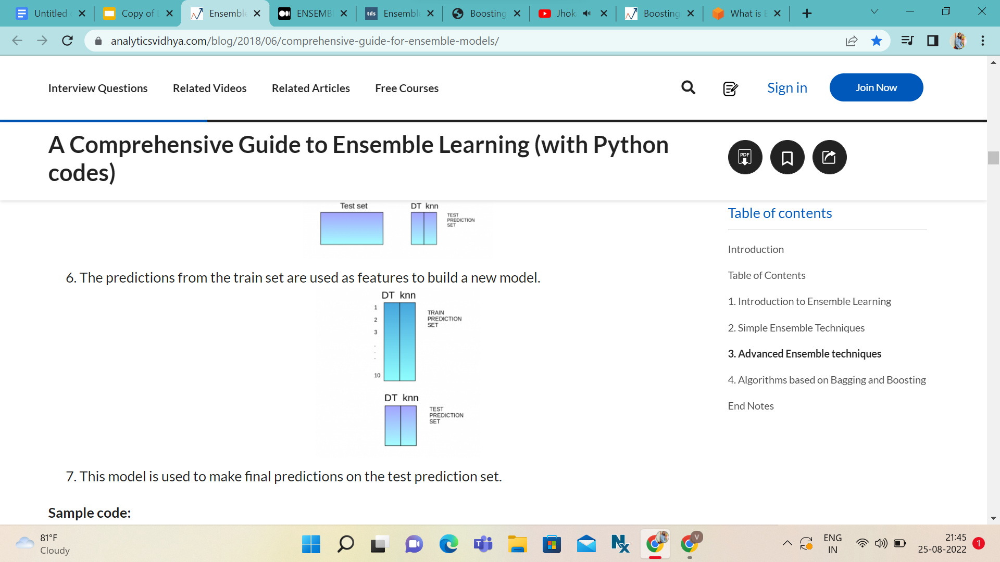 Untitled
Copy of
Ensemble
ENSEMB
tds
Ensembl
Boosting
Jhok
Boosting
What is
analyticsvidhya.com/blog/2018/06/comprehensive-guide-for-ensemble-models/
Interview Questions
Related Videos
Related Articles
Free Courses
Sign in
Join Now
A Comprehensive Guide to Ensemble Learning (with Python
codes)
PDF
Test set
DT knn
TEST
PREDICTION
SET
6. The predictions from the train set are used as features to build a new model.
DT knn
1
2
3
.
.
.
10
TRAIN
PREDICTION
SET
DT knn
TEST
PREDICTION
SET
7. This model is used to make final predictions on the test prediction set.
Sample code:
Table of contents
Introduction
Table of Contents
1. Introduction to Ensemble Learning
2. Simple Ensemble Techniques
3. Advanced Ensemble techniques
4. Algorithms based on Bagging and Boosting
End Notes
81°F
Cloudy
V
ENG
IN
21:45
25-08-2022
1